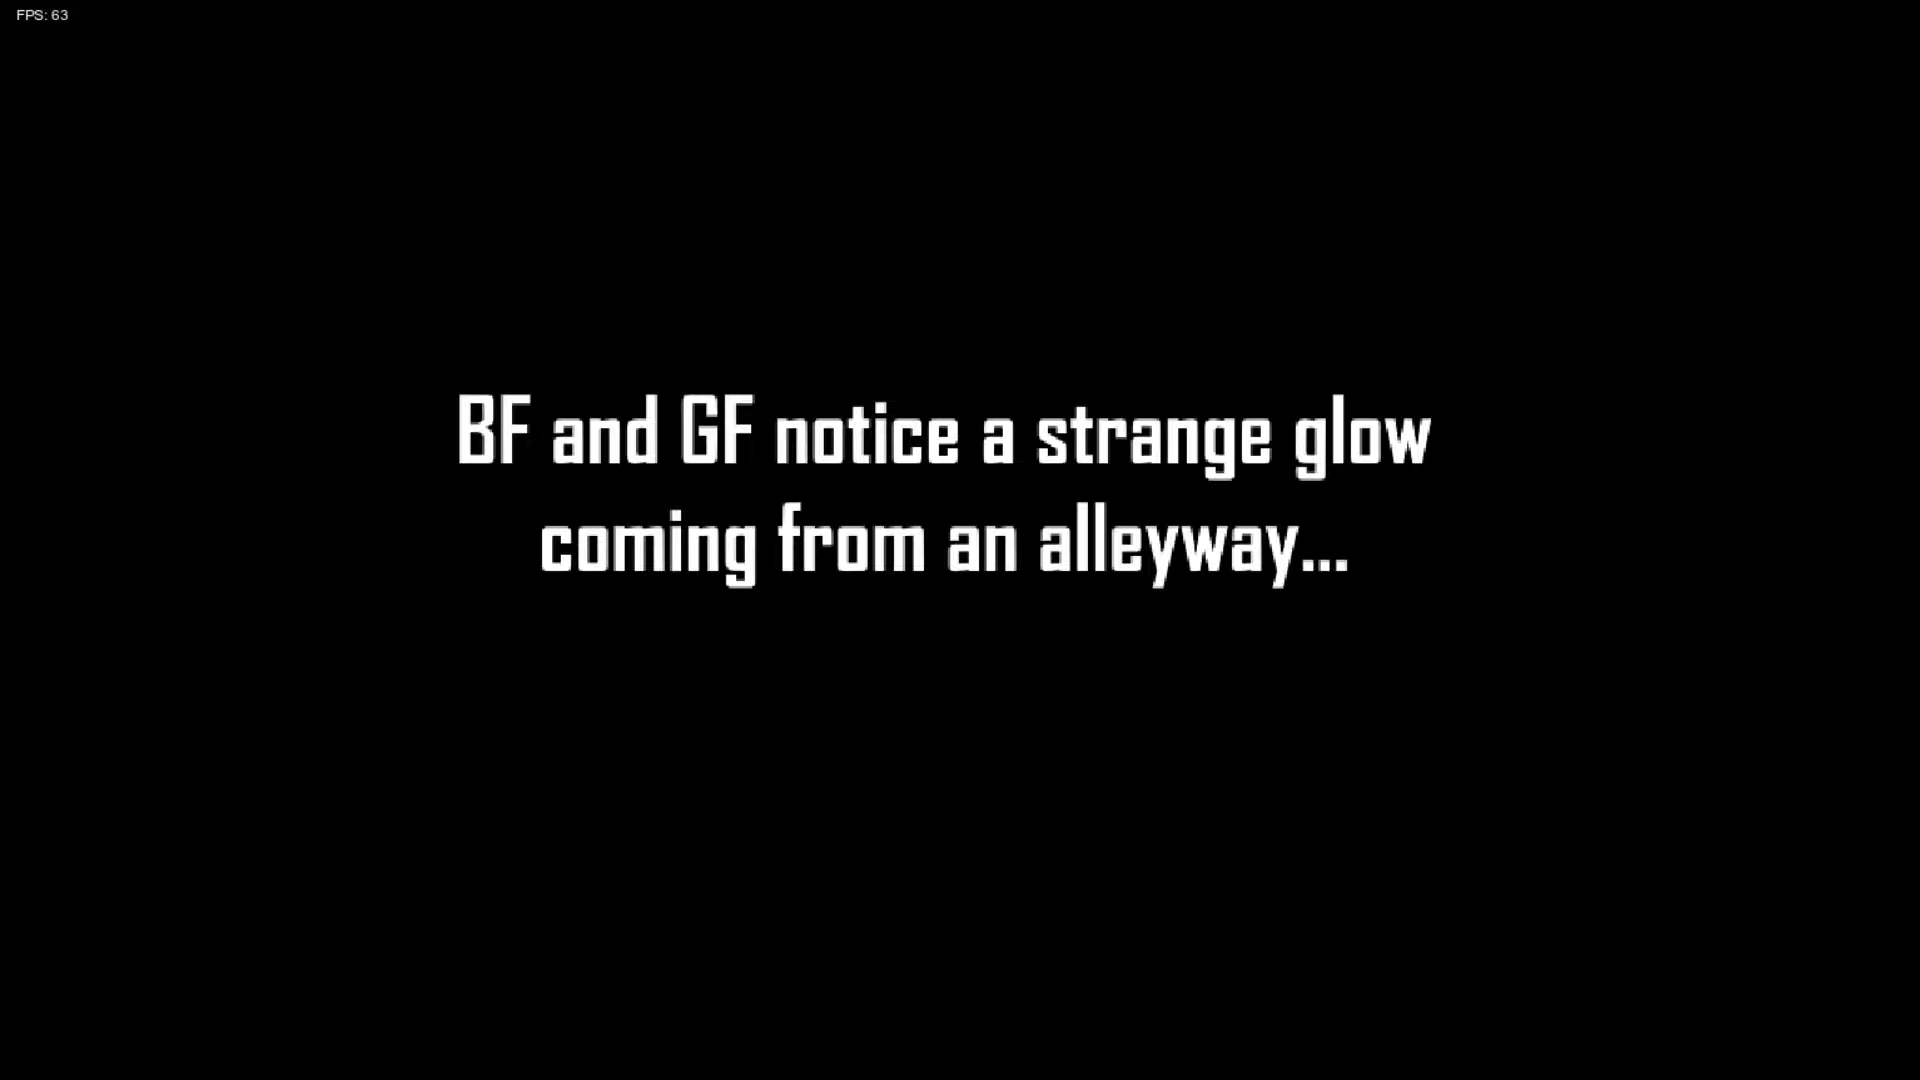 FPS: 63
BF and GF notice a strange glow
coming from an alleyway...